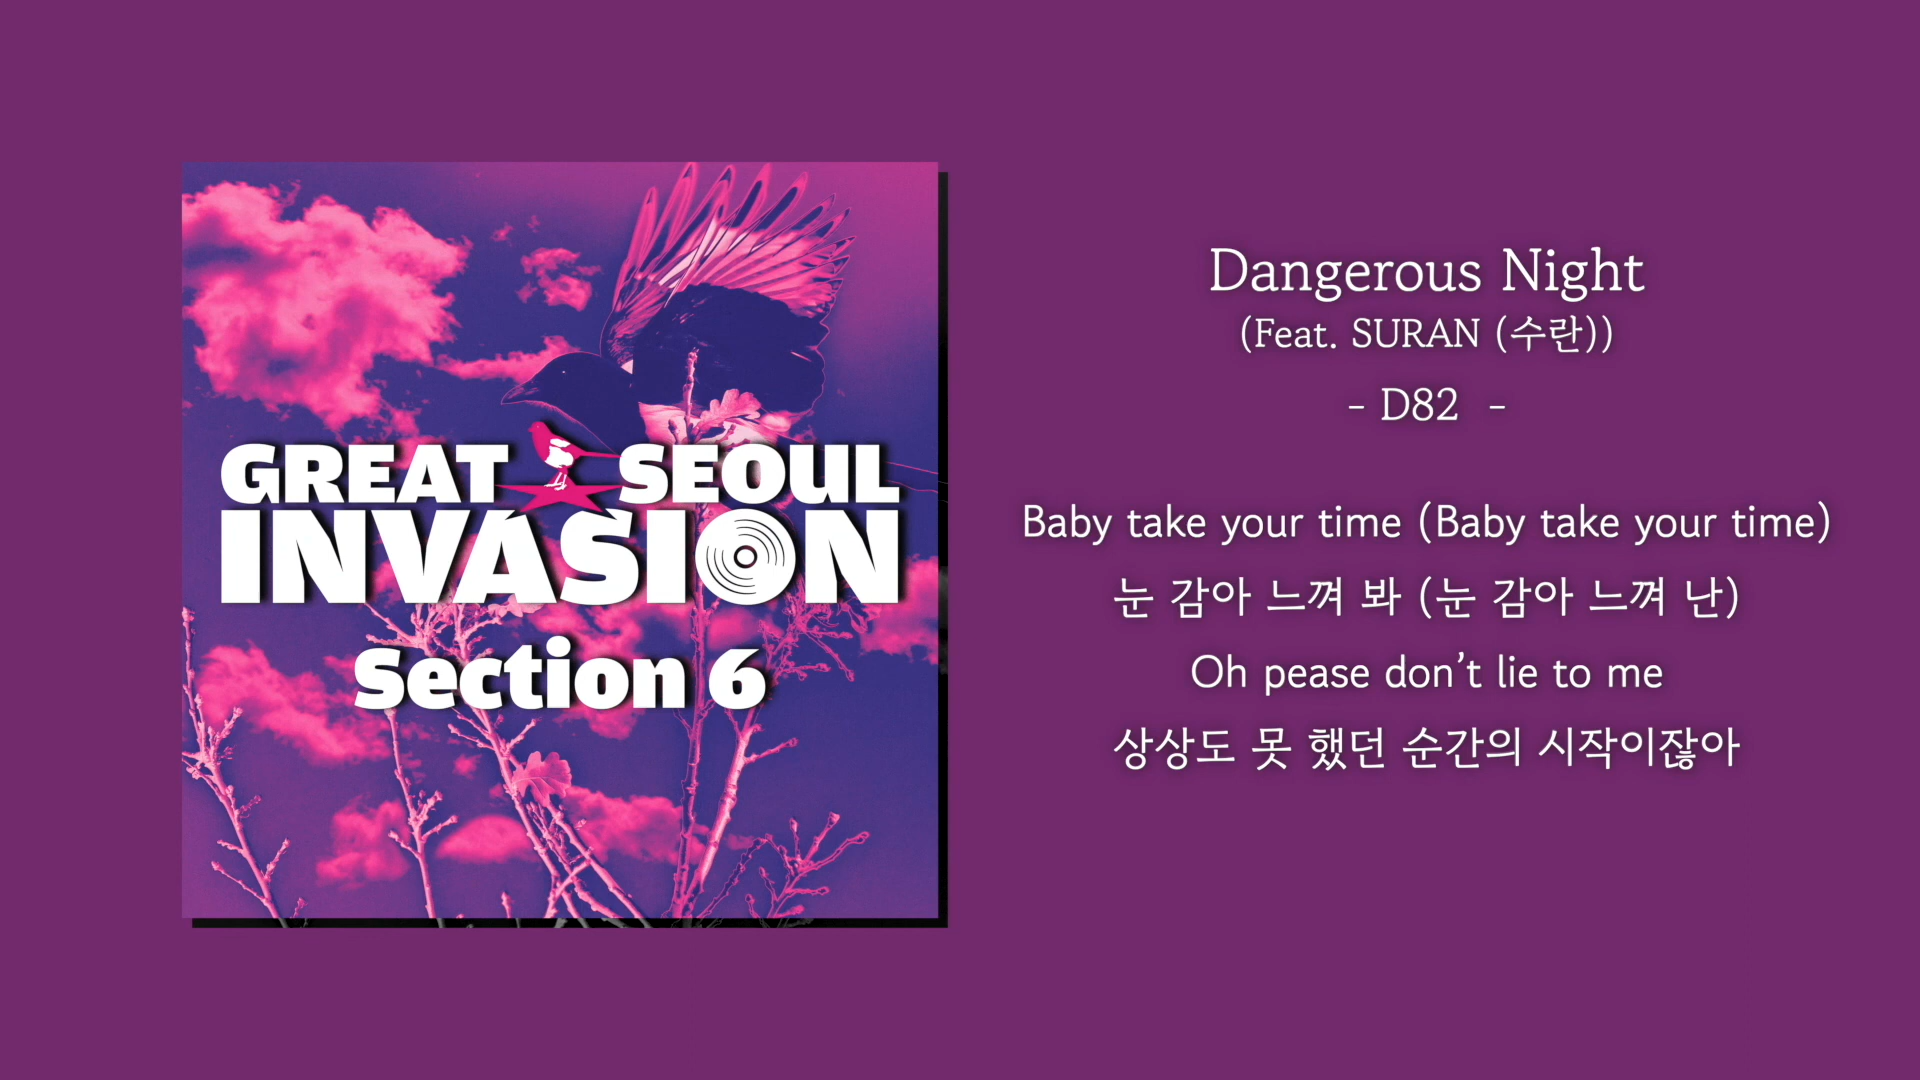 GREAT SEOUL
INVASION
Section 6
Dangerous Night
(Feat. SURAN (수란))
- D82 -
Baby take your time (Baby take your time)
눈 감아 느껴 봐 (눈 감아 느껴 난)
Oh pease don't lie to me
상상도 못 했던 순간의 시작이잖아